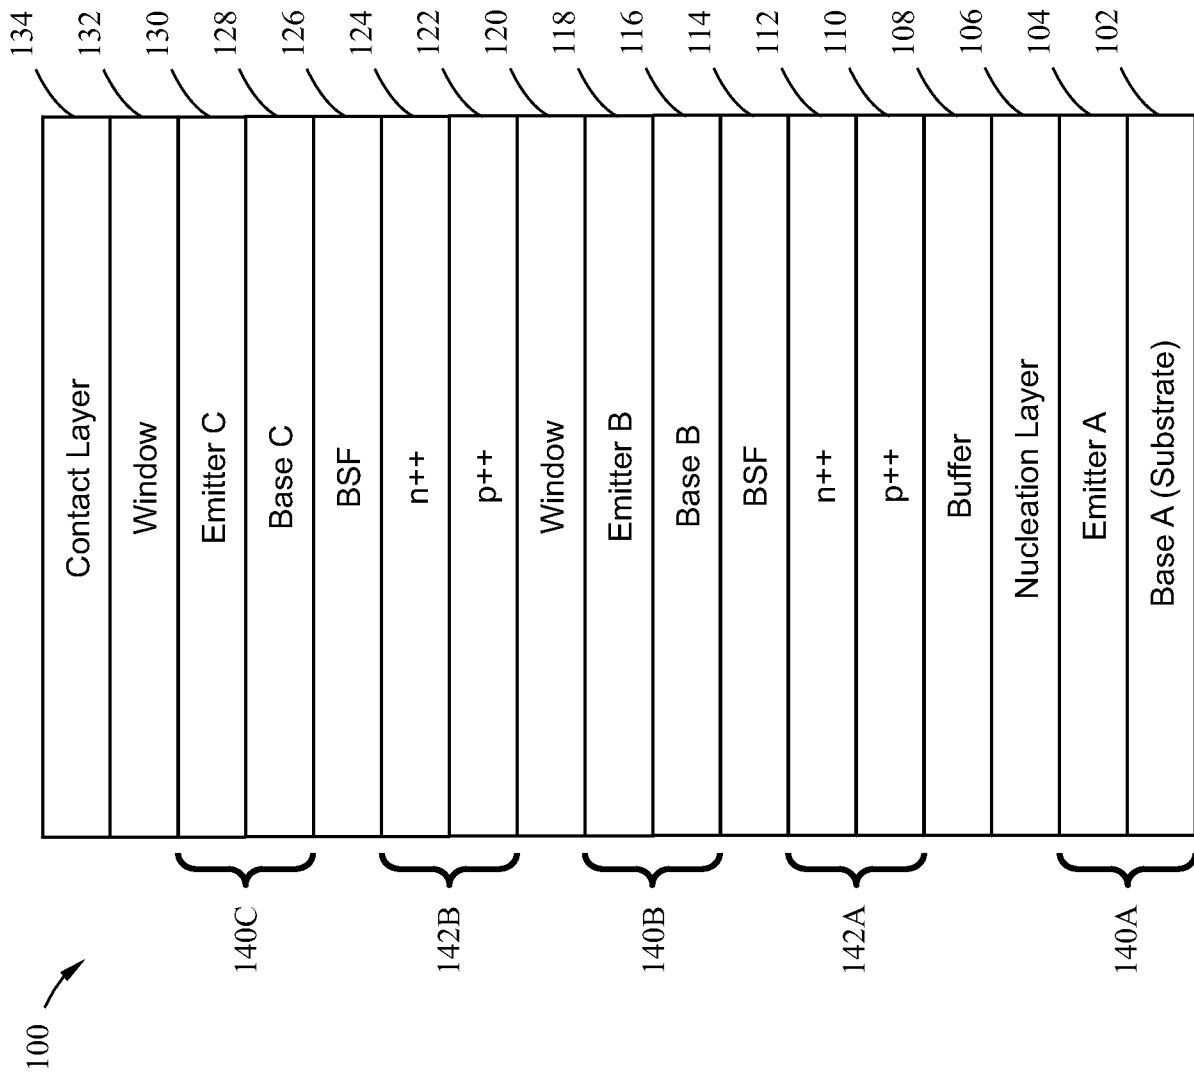 100
134
132
130
128
126
124
122
120
118
116
114
112
110
108
106
104
102
Contact Layer
Window
Emitter C
Base C
BSF
n++
p++
Window
Emitter B
Base B
BSF
n++
p++
Buffer
Nucleation Layer
Emitter A
Base A (Substrate)
140C
142B
140B
142A
140A